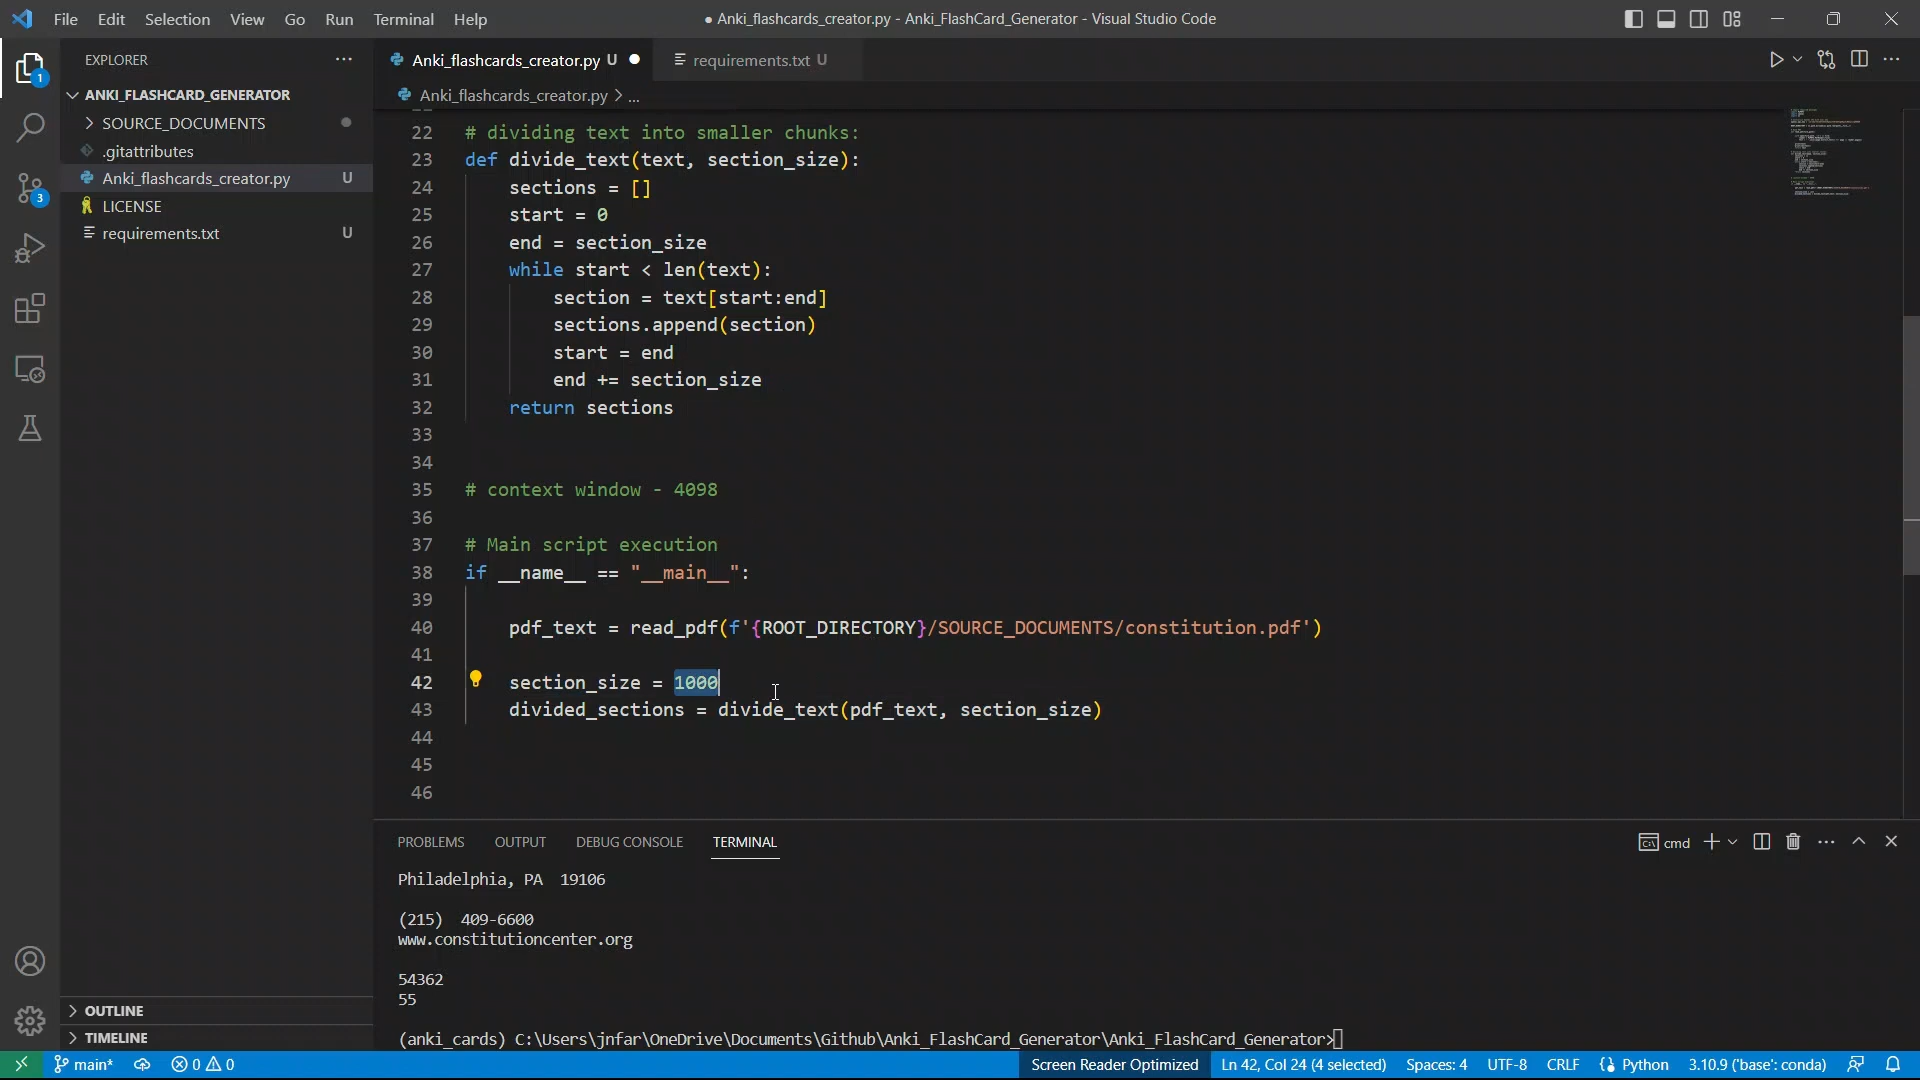 File Edit Selection View Go Run Terminal Help
● Anki_flashcards_creator.py - Anki_FlashCard_Generator - Visual Studio Code
EXPLORER
ANKI_FLASHCARD_GENERATOR
SOURCE_DOCUMENTS
.gitattributes
Anki_flashcards_creator.py U
LICENSE
requirements.txt U
OUTLINE
TIMELINE
1
3
Anki_flashcards_creator.py U
requirements.txt U
Anki_flashcards_creator.py > ...
22 # dividing text into smaller chunks:
23 def divide_text(text, section_size):
24 sections = []
25 start = 0
26 end = section_size
27 while start < len(text):
28 section = text[start:end]
29 sections.append(section)
30 start = end
31 end += section_size
32 return sections
33
34
35 # context window - 4098
36
37 # Main script execution
38 if __name__ == "__main__":
39
40 pdf_text = read_pdf(f'{ROOT_DIRECTORY}/SOURCE_DOCUMENTS/constitution.pdf')
41
42 section_size = 1000
43 divided_sections = divide_text(pdf_text, section_size)
44
45
46
PROBLEMS OUTPUT DEBUG CONSOLE TERMINAL
cmd
Philadelphia, PA 19106
(215) 409-6600
www.constitutioncenter.org
54362
55
(anki_cards) C:\Users\jnfar\OneDrive\Documents\Github\Anki_FlashCard_Generator\Anki_FlashCard_Generator>
main* 0 0 Screen Reader Optimized Ln 42, Col 24 (4 selected) Spaces: 4 UTF-8 CRLF Python 3.10.9 ('base': conda)